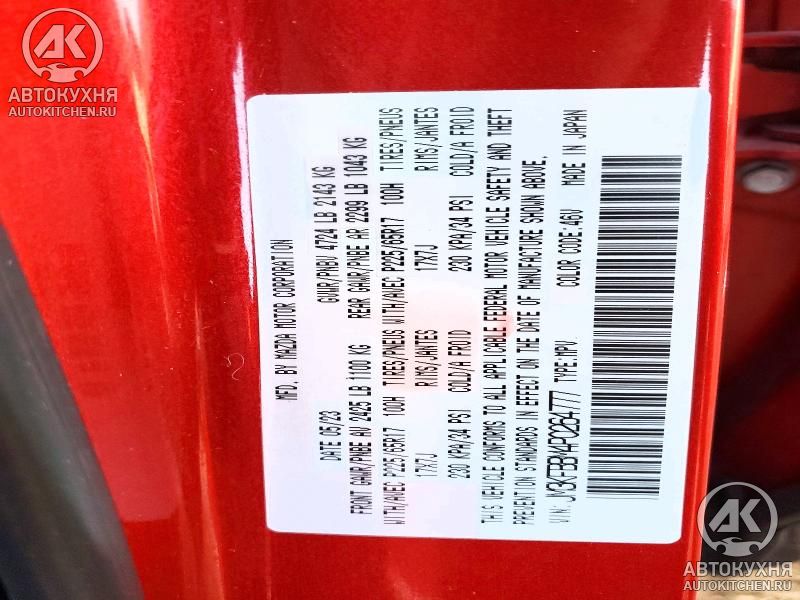 AK
АВТОКУХНЯ
AUTOKITCHEN.RU
MFD. BY MAZDA MOTOR CORPORATION
DATE 05/23 GVWR/PNBV 4724 LB 2143 KG
FRONT GAWR/PNBE AV 2425 LB 1100 KG REAR GAWR/PNBE AR 2299 LB 1043 KG
WITH/AVEC P225/65R17 100H TIRES/PNEUS WITH/AVEC P225/65R17 100H TIRES/PNEUS
17X7J RIMS/JANTES 17X7J RIMS/JANTES
230 KPA/34 PSI COLD/A FROID 230 KPA/34 PSI COLD/A FROID
THIS VEHICLE CONFORMS TO ALL APPLICABLE FEDERAL MOTOR VEHICLE SAFETY AND THEFT
PREVENTION STANDARDS IN EFFECT ON THE DATE OF MANUFACTURE SHOWN ABOVE.
VIN: TYPE:MPV COLOR CODE:46V MADE IN JAPAN
AK
АВТОКУХНЯ
AUTOKITCHEN.RU